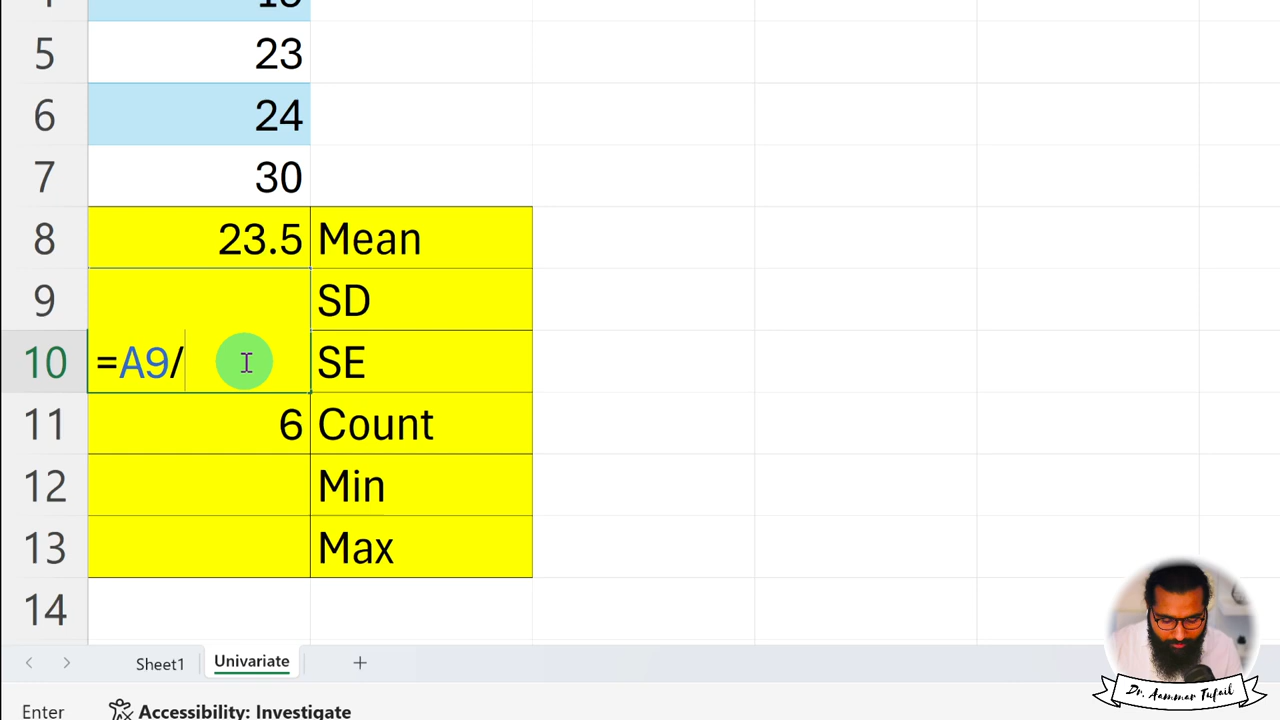 5 23
6 24
7 30
8 23.5 Mean
9 SD
10 =A9/ SE
11 6 Count
12 Min
13 Max
14
Sheet1 Univariate
Enter Accessibility: Investigate
Dr. Aammar Tufail